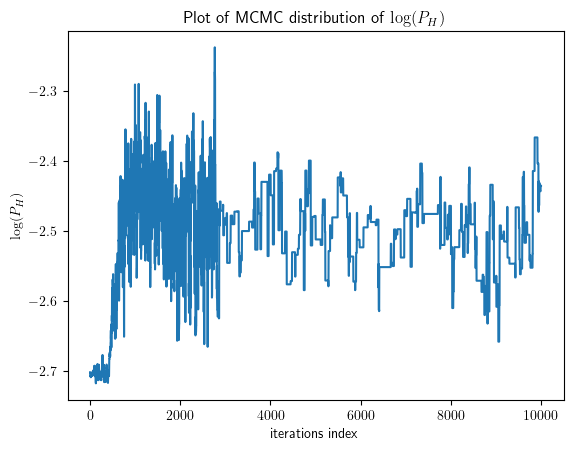 Plot of MCMC distribution of log(P_H)
−2.3
−2.4
−2.5
−2.6
−2.7
log(P_H)
0 2000 4000 6000 8000 10000
iterations index